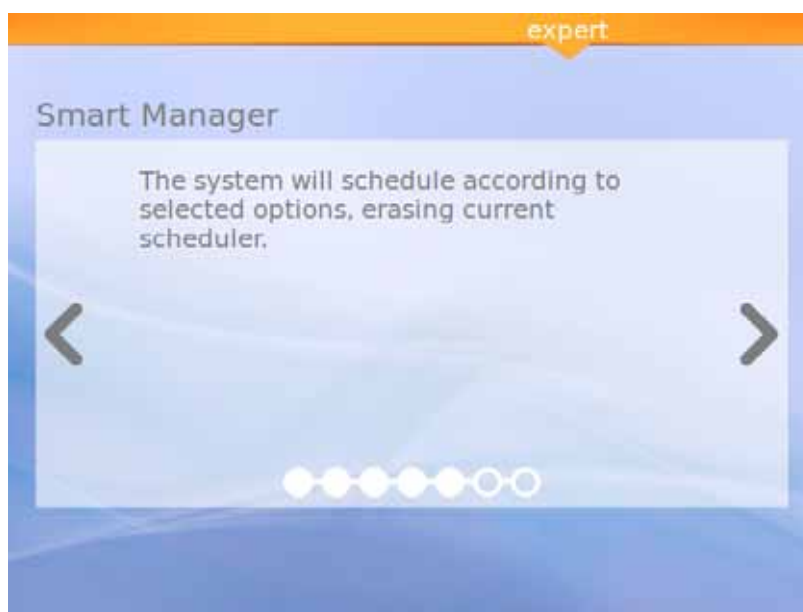 expert
Smart Manager
The system will schedule according to
selected options, erasing current
scheduler.